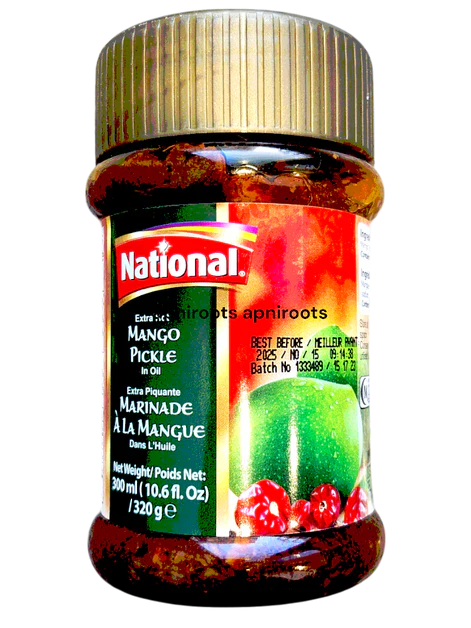 National®
apniroots apniroots
Extra Hot
MANGO
PICKLE
In Oil
Extra Piquante
MARINADE
À LA MANGUE
Dans L'Huile
Net Weight/Poids Net:
300 ml (10.6 fl. Oz)
/320 g ℮
BEST BEFORE / MEILLEUR AVANT
2025 / NO / 15 09:14:38
Batch No 1333489 / 15 17 22